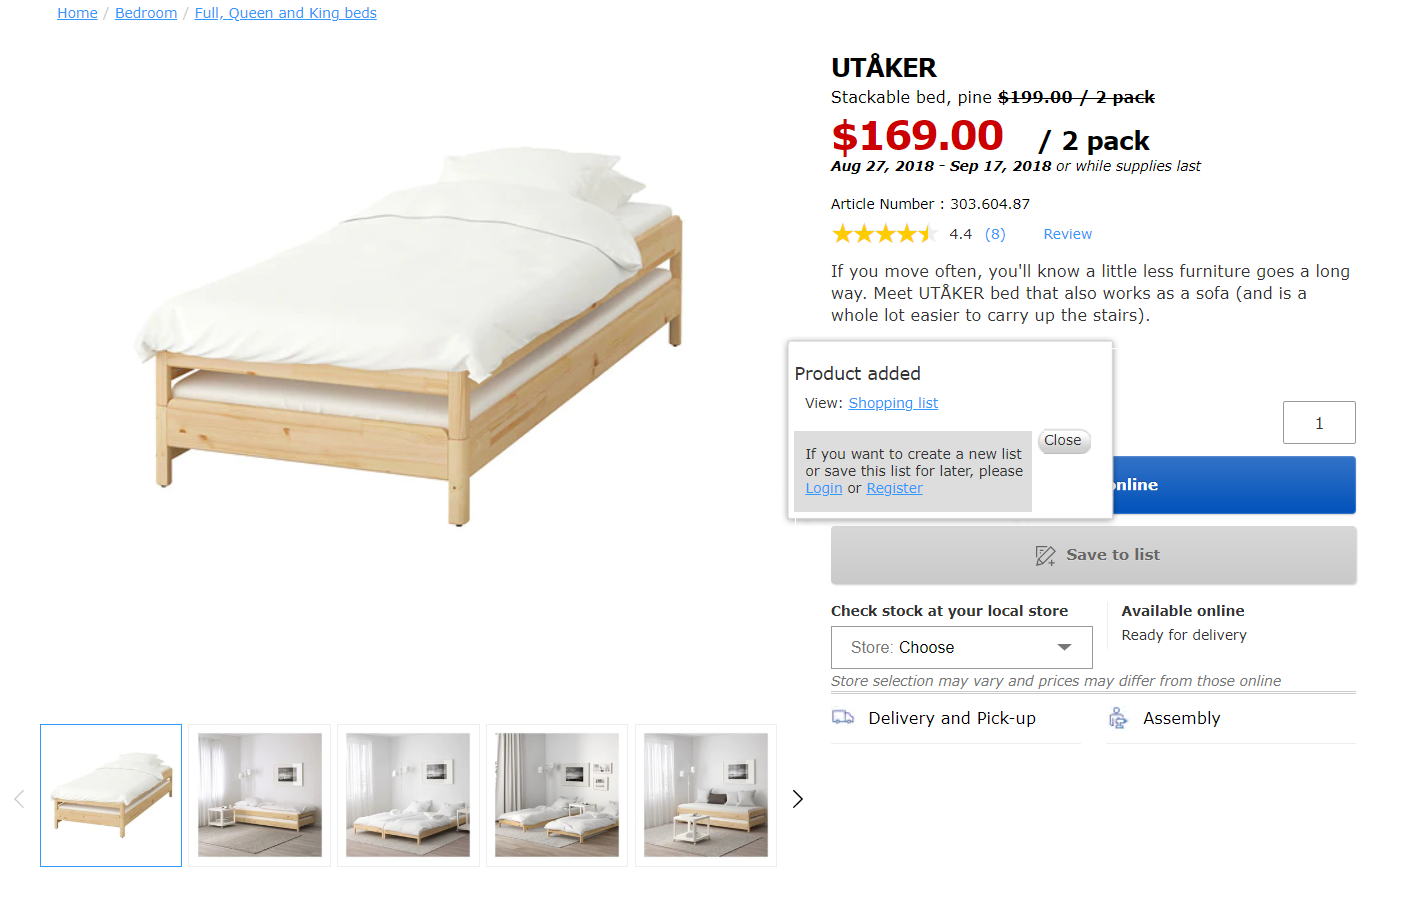 Home / Bedroom / Full, Queen and King beds
UTÅKER
Stackable bed, pine $199.00 / 2 pack
$169.00 / 2 pack
Aug 27, 2018 - Sep 17, 2018 or while supplies last
Article Number : 303.604.87
4.4 (8) Review
If you move often, you'll know a little less furniture goes a long
way. Meet UTÅKER bed that also works as a sofa (and is a
whole lot easier to carry up the stairs).
Product added
View: Shopping list
Close
If you want to create a new list
or save this list for later, please
Login or Register
1
Save to list
Check stock at your local store
Store: Choose
Available online
Ready for delivery
Store selection may vary and prices may differ from those online
Delivery and Pick-up
Assembly